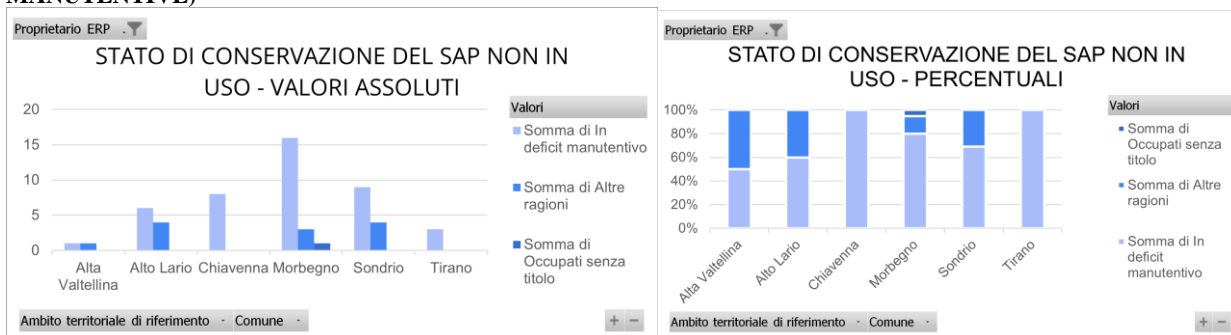 MANUTENTIVE)
Proprietario ERP
STATO DI CONSERVAZIONE DEL SAP NON IN
USO - VALORI ASSOLUTI
20
15
10
5
0
Alta
Valtellina
Alto Lario
Chiavenna
Morbegno
Sondrio
Tirano
Valori
Somma di In
deficit manutentivo
Somma di Altre
ragioni
Somma di
Occupati senza
titolo
Ambito territoriale di riferimento
Comune
Proprietario ERP
STATO DI CONSERVAZIONE DEL SAP NON IN
USO - PERCENTUALI
100%
80%
60%
40%
20%
0%
Alta Valtellina
Alto Lario
Chiavenna
Morbegno
Sondrio
Tirano
Valori
Somma di
Occupati senza
titolo
Somma di Altre
ragioni
Somma di In
deficit
manutentivo
Ambito territoriale di riferimento
Comune